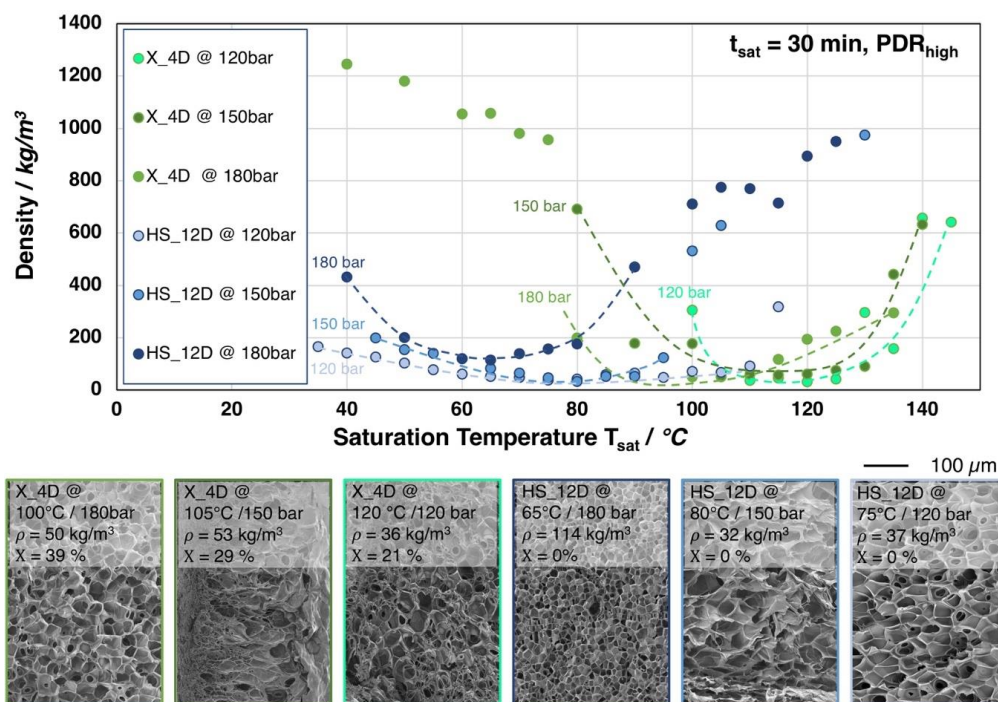 1400
1200
1000
800
600
400
200
0
Density / kg/m³
t_sat = 30 min, PDR_high
X_4D @ 120bar
X_4D @ 150bar
X_4D @ 180bar
HS_12D @ 120bar
HS_12D @ 150bar
HS_12D @ 180bar
180 bar
150 bar
120 bar
150 bar
180 bar
120 bar
0 20 40 60 80 100 120 140
Saturation Temperature T_sat / °C
100 µm
X_4D @
100°C / 180bar
ρ = 50 kg/m³
X = 39 %
X_4D @
105°C /150 bar
ρ = 53 kg/m³
X = 29 %
X_4D @
120 °C /120 bar
ρ = 36 kg/m³
X = 21 %
HS_12D @
65°C / 180 bar
ρ = 114 kg/m³
X = 0%
HS_12D @
80°C / 150 bar
ρ = 32 kg/m³
X = 0 %
HS_12D @
75°C / 120 bar
ρ = 37 kg/m³
X = 0 %